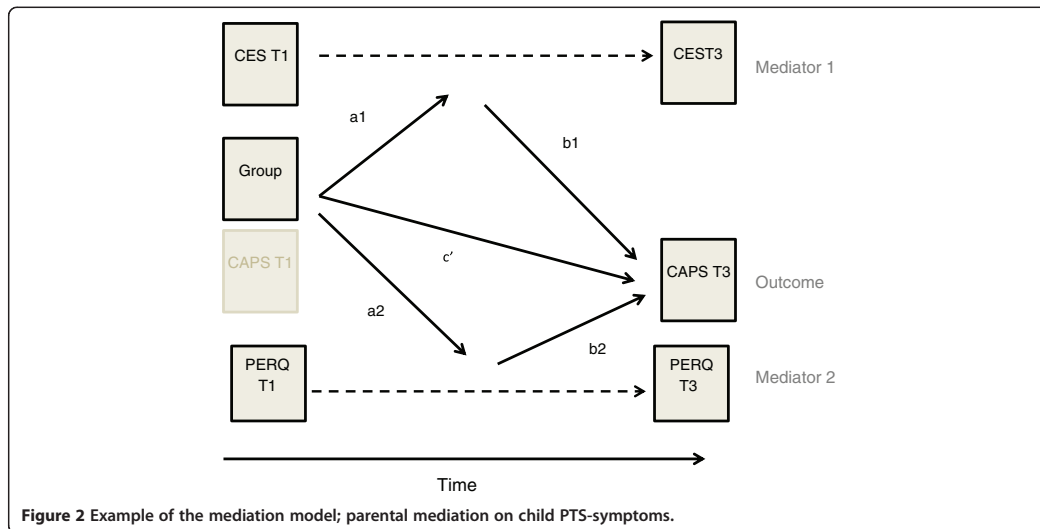 CES T1
CEST3
Mediator 1
a1
b1
Group
c'
CAPS T1
CAPS T3
Outcome
a2
b2
PERQ
T1
PERQ
T3
Mediator 2
Time
Figure 2 Example of the mediation model; parental mediation on child PTS-symptoms.